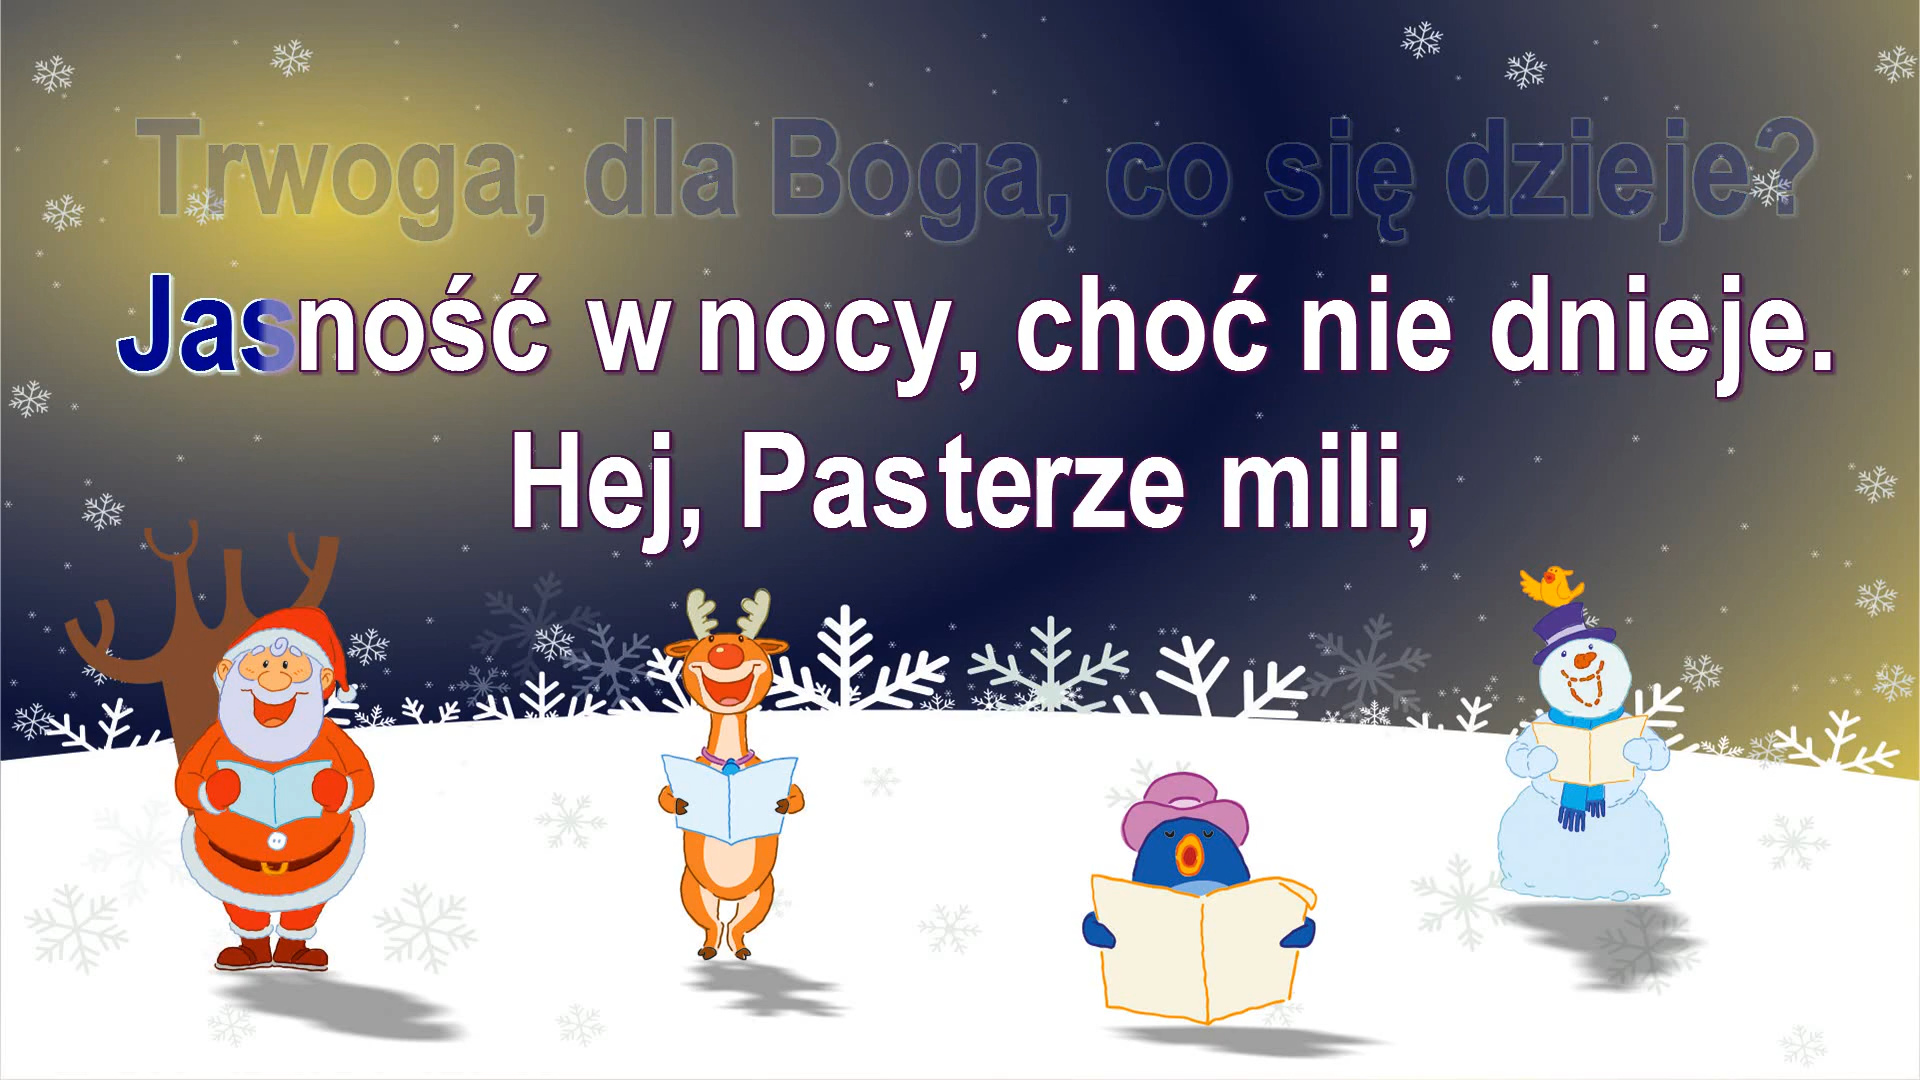 Trwoga, dla Boga, co się dzieje?
Jasność w nocy, choć nie dnieje.
Hej, Pasterze mili,